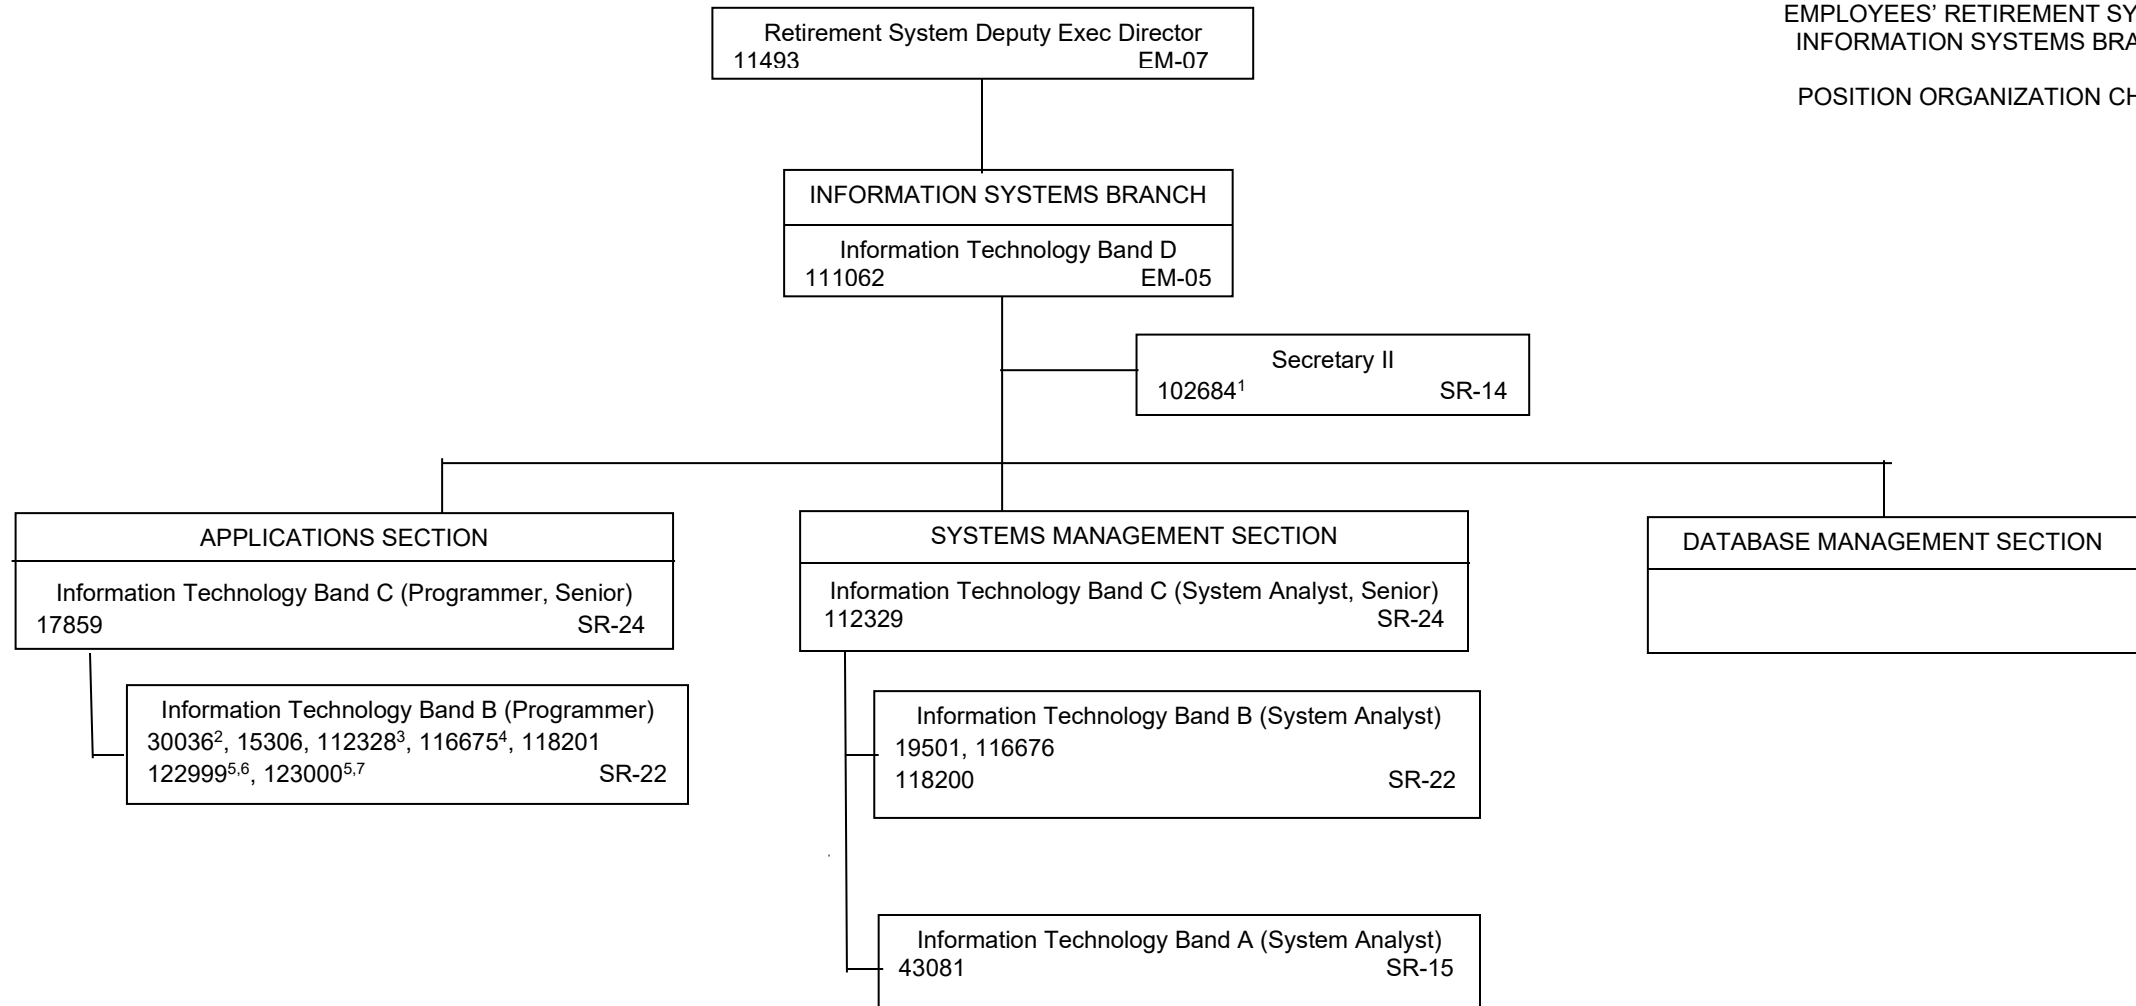 EMPLOYEES' RETIREMENT SY
INFORMATION SYSTEMS BRA
POSITION ORGANIZATION CH
Retirement System Deputy Exec Director
11493 EM-07
INFORMATION SYSTEMS BRANCH
Information Technology Band D
111062 EM-05
Secretary II
102684¹ SR-14
APPLICATIONS SECTION
Information Technology Band C (Programmer, Senior)
17859 SR-24
Information Technology Band B (Programmer)
30036², 15306, 112328³, 116675⁴, 118201
122999⁵,⁶, 123000⁵,⁷ SR-22
SYSTEMS MANAGEMENT SECTION
Information Technology Band C (System Analyst, Senior)
112329 SR-24
Information Technology Band B (System Analyst)
19501, 116676
118200 SR-22
Information Technology Band A (System Analyst)
43081 SR-15
DATABASE MANAGEMENT SECTION